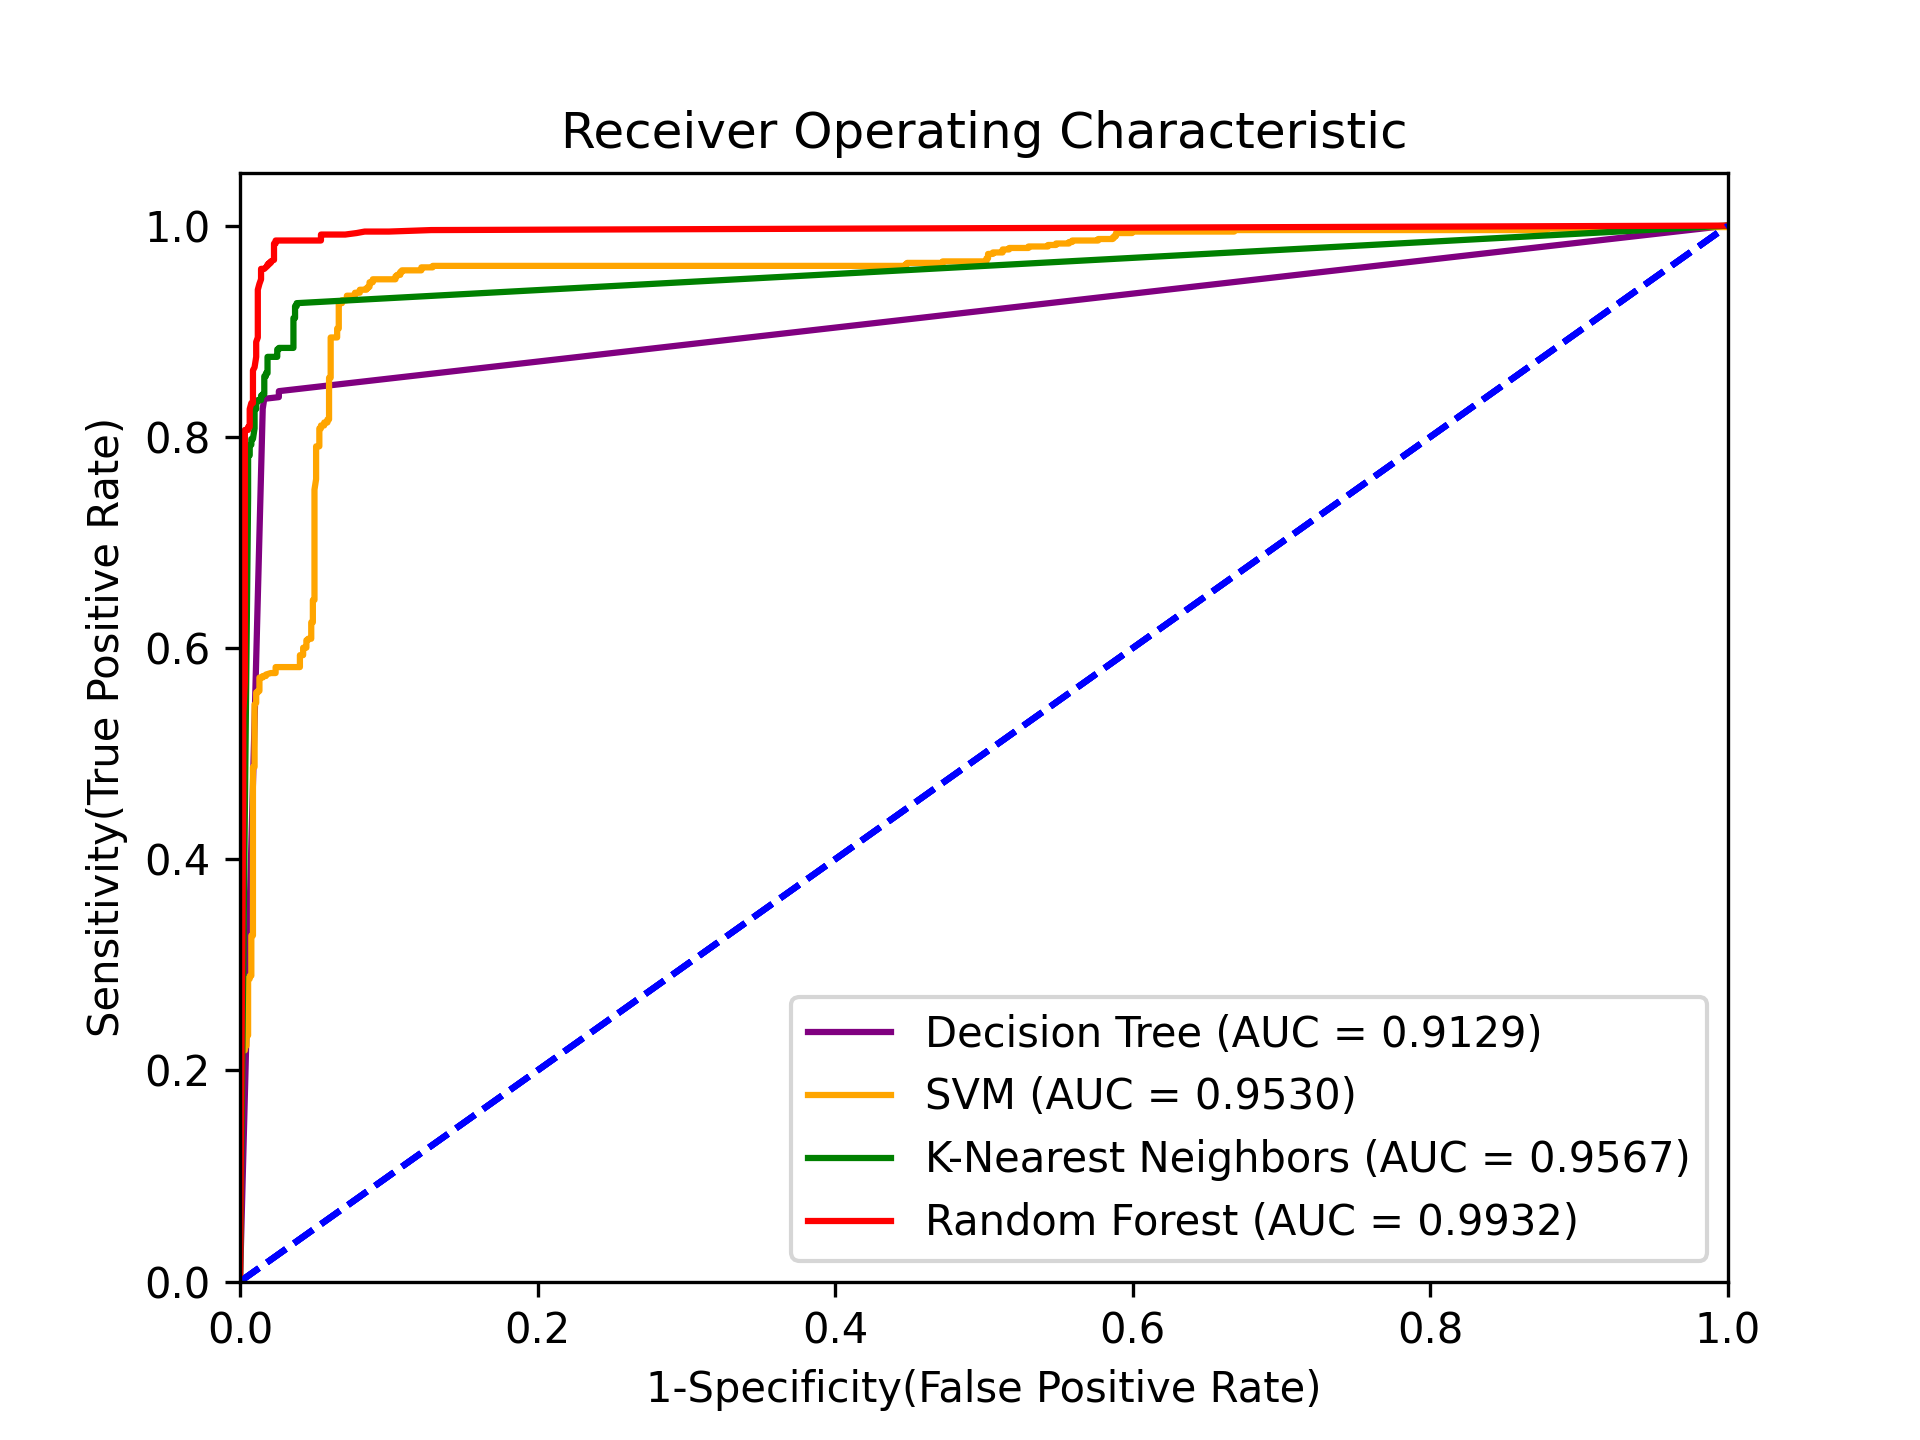 Receiver Operating Characteristic
Sensitivity(True Positive Rate)
1.0
0.8
0.6
0.4
0.2
0.0
Decision Tree (AUC = 0.9129)
SVM (AUC = 0.9530)
K-Nearest Neighbors (AUC = 0.9567)
Random Forest (AUC = 0.9932)
0.0 0.2 0.4 0.6 0.8 1.0
1-Specificity(False Positive Rate)